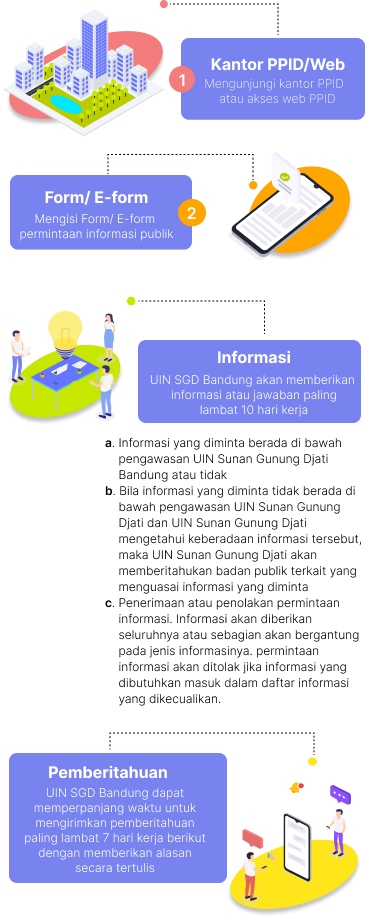 1
Kantor PPID/Web
Mengunjungi kantor PPID
atau akses web PPID
Form/ E-form
Mengisi Form/ E-form
permintaan informasi publik
2
Informasi
UIN SGD Bandung akan memberikan
informasi atau jawaban paling
lambat 10 hari kerja
a. Informasi yang diminta berada di bawah
pengawasan UIN Sunan Gunung Djati
Bandung atau tidak
b. Bila informasi yang diminta tidak berada di
bawah pengawasan UIN Sunan Gunung
Djati dan UIN Sunan Gunung Djati
mengetahui keberadaan informasi tersebut,
maka UIN Sunan Gunung Djati akan
memberitahukan badan publik terkait yang
menguasai informasi yang diminta
c. Penerimaan atau penolakan permintaan
informasi. Informasi akan diberikan
seluruhnya atau sebagian akan bergantung
pada jenis informasinya. permintaan
informasi akan ditolak jika informasi yang
dibutuhkan masuk dalam daftar informasi
yang dikecualikan.
Pemberitahuan
UIN SGD Bandung dapat
memperpanjang waktu untuk
mengirimkan pemberitahuan
paling lambat 7 hari kerja berikut
dengan memberikan alasan
secara tertulis